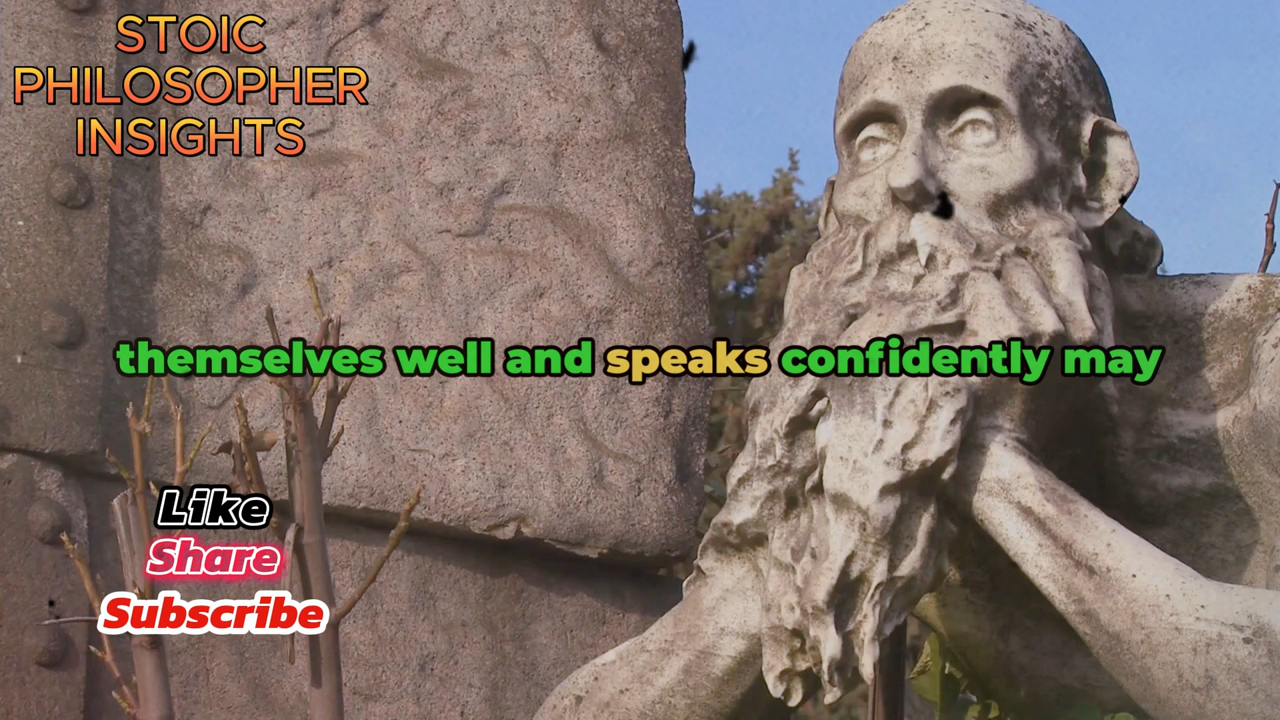 STOIC
PHILOSOPHER
INSIGHTS
themselves well and speaks confidently may
Like
Share
Subscribe